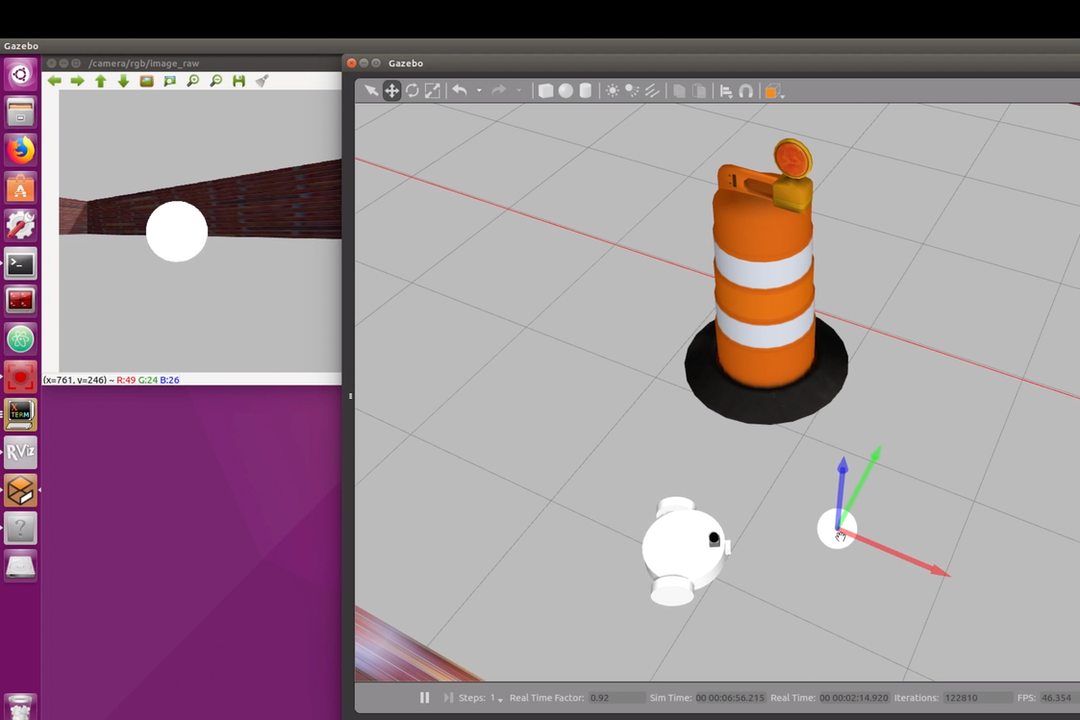 Gazebo
/camera/rgb/image_raw
Gazebo
(x=761, y=246) ~ R:49 G:24 B:26
>_
X
TERM
RViz
?
Steps: 1 Real Time Factor: 0.92 Sim Time: 00 00:06:56.215 Real Time: 00 00:02:14.920 Iterations: 122810 FPS: 46.354